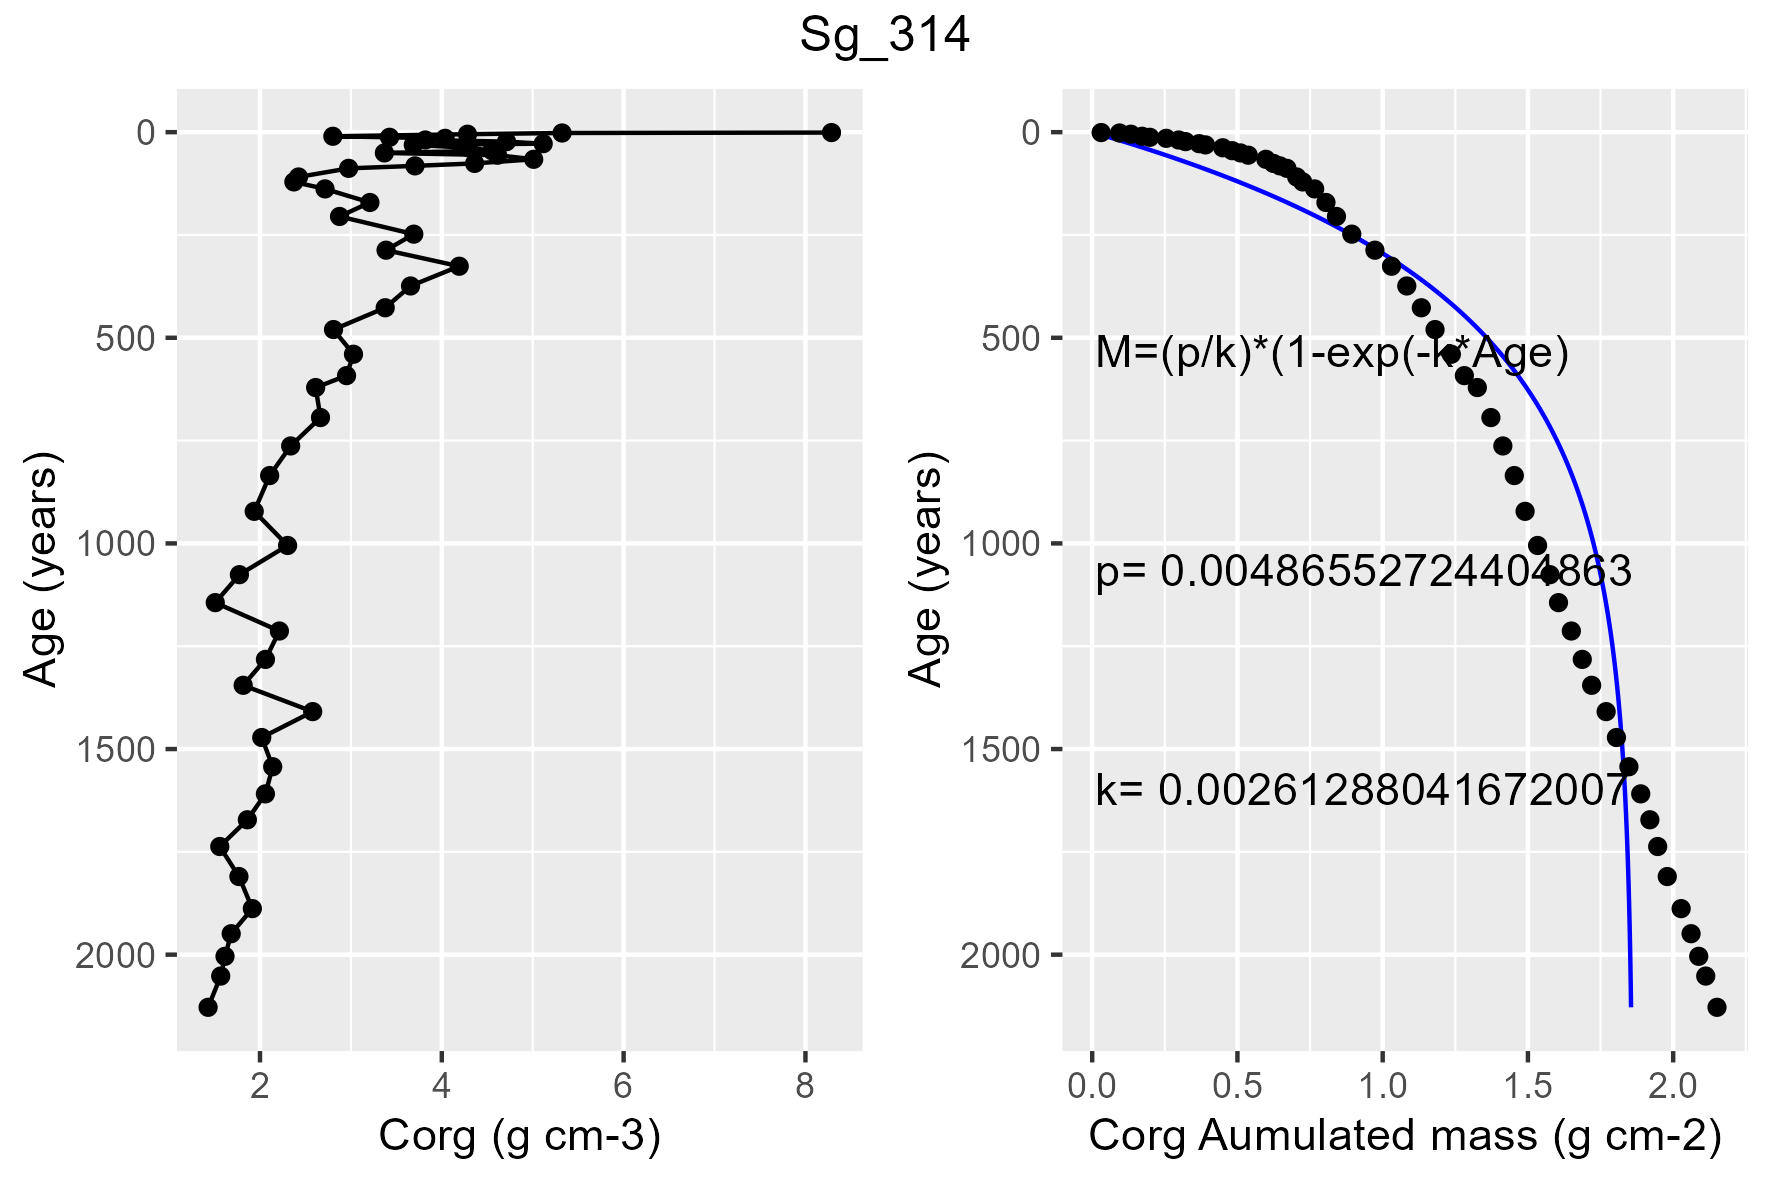 Sg_314
0
500
1000
1500
2000
Age (years)
2
4
6
8
Corg (g cm-3)
0
500
1000
1500
2000
Age (years)
M=(p/k)*(1-exp(-k*Age)
p= 0.00486552724404863
k= 0.00261288041672007
0.0
0.5
1.0
1.5
2.0
Corg Aumulated mass (g cm-2)